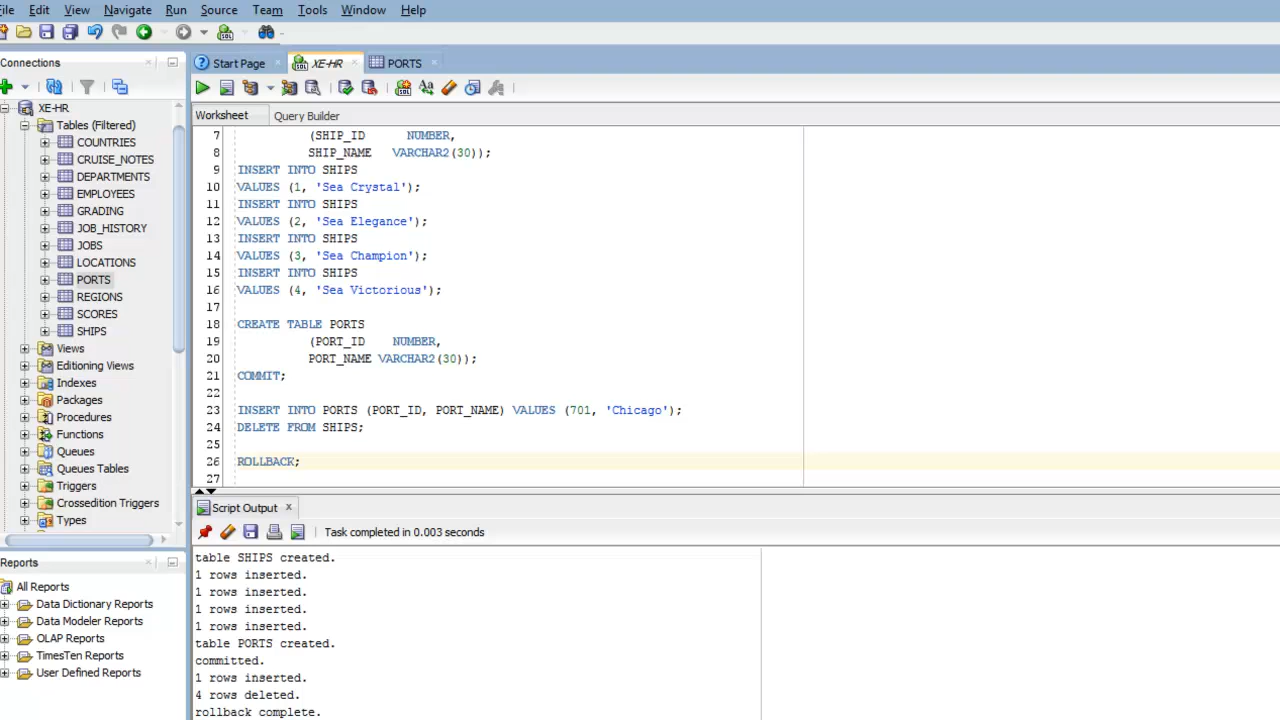 File Edit View Navigate Run Source Team Tools Window Help
Connections
Start Page
XE-HR
PORTS
XE-HR
Tables (Filtered)
COUNTRIES
CRUISE_NOTES
DEPARTMENTS
EMPLOYEES
GRADING
JOB_HISTORY
JOBS
LOCATIONS
PORTS
REGIONS
SCORES
SHIPS
Views
Editioning Views
Indexes
Packages
Procedures
Functions
Queues
Queues Tables
Triggers
Crossedition Triggers
Types
Reports
All Reports
Data Dictionary Reports
Data Modeler Reports
OLAP Reports
TimesTen Reports
User Defined Reports
Worksheet Query Builder
7 (SHIP_ID NUMBER,
8 SHIP_NAME VARCHAR2(30));
9 INSERT INTO SHIPS
10 VALUES (1, 'Sea Crystal');
11 INSERT INTO SHIPS
12 VALUES (2, 'Sea Elegance');
13 INSERT INTO SHIPS
14 VALUES (3, 'Sea Champion');
15 INSERT INTO SHIPS
16 VALUES (4, 'Sea Victorious');
17
18 CREATE TABLE PORTS
19 (PORT_ID NUMBER,
20 PORT_NAME VARCHAR2(30));
21 COMMIT;
22
23 INSERT INTO PORTS (PORT_ID, PORT_NAME) VALUES (701, 'Chicago');
24 DELETE FROM SHIPS;
25
26 ROLLBACK;
27
Script Output
Task completed in 0.003 seconds
table SHIPS created.
1 rows inserted.
1 rows inserted.
1 rows inserted.
1 rows inserted.
table PORTS created.
committed.
1 rows inserted.
4 rows deleted.
rollback complete.